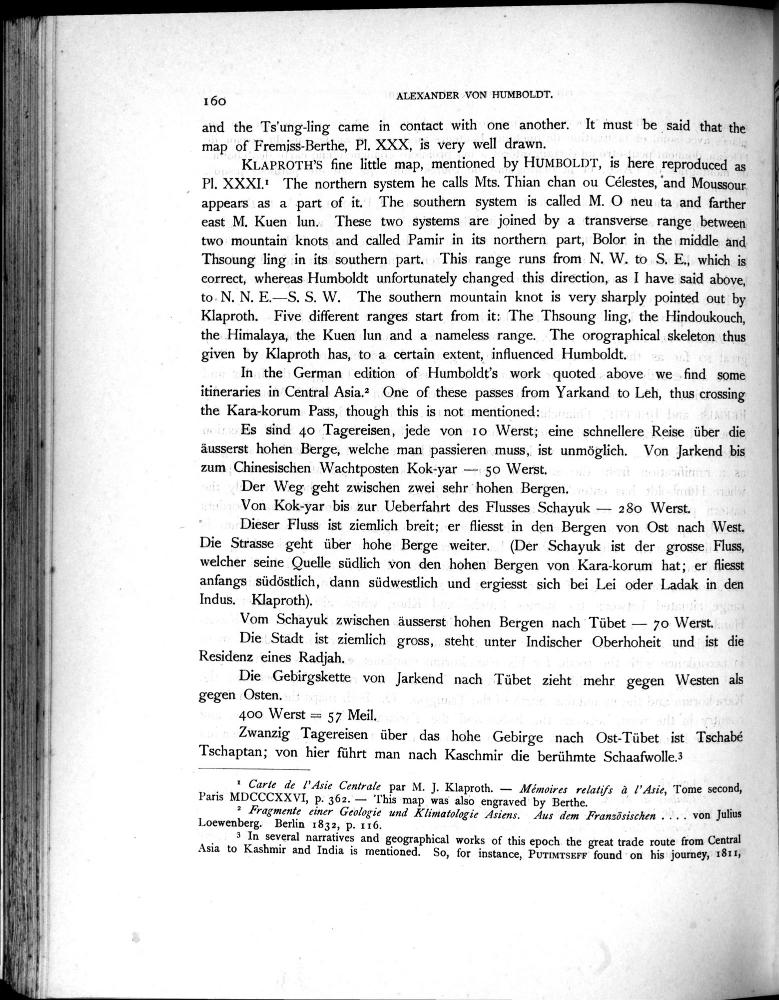 160
ALEXANDER VON HUMBOLDT.
and the Ts'ung-ling came in contact with one another. It must be said that the
map of Fremiss-Berthe, Pl. XXX, is very well drawn.
KLAPROTH'S fine little map, mentioned by HUMBOLDT, is here reproduced as
Pl. XXXI.¹ The northern system he calls Mts. Thian chan ou Célestes, and Moussour
appears as a part of it. The southern system is called M. O neu ta and farther
east M. Kuen lun. These two systems are joined by a transverse range between
two mountain knots and called Pamir in its northern part, Bolor in the middle and
Thsoung ling in its southern part. This range runs from N. W. to S. E., which is
correct, whereas Humboldt unfortunately changed this direction, as I have said above,
to N. N. E.—S. S. W. The southern mountain knot is very sharply pointed out by
Klaproth. Five different ranges start from it: The Thsoung ling, the Hindoukouch,
the Himalaya, the Kuen lun and a nameless range. The orographical skeleton thus
given by Klaproth has, to a certain extent, influenced Humboldt.
In the German edition of Humboldt's work quoted above we find some
itineraries in Central Asia.² One of these passes from Yarkand to Leh, thus crossing
the Kara-korum Pass, though this is not mentioned:
Es sind 40 Tagereisen, jede von 10 Werst; eine schnellere Reise über die
äusserst hohen Berge, welche man passieren muss, ist unmöglich. Von Jarkend bis
zum Chinesischen Wachtposten Kok-yar — 50 Werst.
Der Weg geht zwischen zwei sehr hohen Bergen.
Von Kok-yar bis zur Ueberfahrt des Flusses Schayuk — 280 Werst.
Dieser Fluss ist ziemlich breit; er fliesst in den Bergen von Ost nach West.
Die Strasse geht über hohe Berge weiter. (Der Schayuk ist der grosse Fluss,
welcher seine Quelle südlich von den hohen Bergen von Kara-korum hat; er fliesst
anfangs südöstlich, dann südwestlich und ergiesst sich bei Lei oder Ladak in den
Indus. Klaproth).
Vom Schayuk zwischen äusserst hohen Bergen nach Tübet — 70 Werst.
Die Stadt ist ziemlich gross, steht unter Indischer Oberhoheit und ist die
Residenz eines Radjah.
Die Gebirgskette von Jarkend nach Tübet zieht mehr gegen Westen als
gegen Osten.
400 Werst = 57 Meil.
Zwanzig Tagereisen über das hohe Gebirge nach Ost-Tübet ist Tschabé
Tschaptan; von hier führt man nach Kaschmir die berühmte Schaafwolle.³
¹ Carte de l'Asie Centrale par M. J. Klaproth. — Mémoires relatifs à l'Asie, Tome second,
Paris MDCCCXXVI, p. 362. — This map was also engraved by Berthe.
² Fragmente einer Geologie und Klimatologie Asiens. Aus dem Französischen . . . . von Julius
Loewenberg. Berlin 1832, p. 116.
³ In several narratives and geographical works of this epoch the great trade route from Central
Asia to Kashmir and India is mentioned. So, for instance, PUTIMTSEFF found on his journey, 1811,